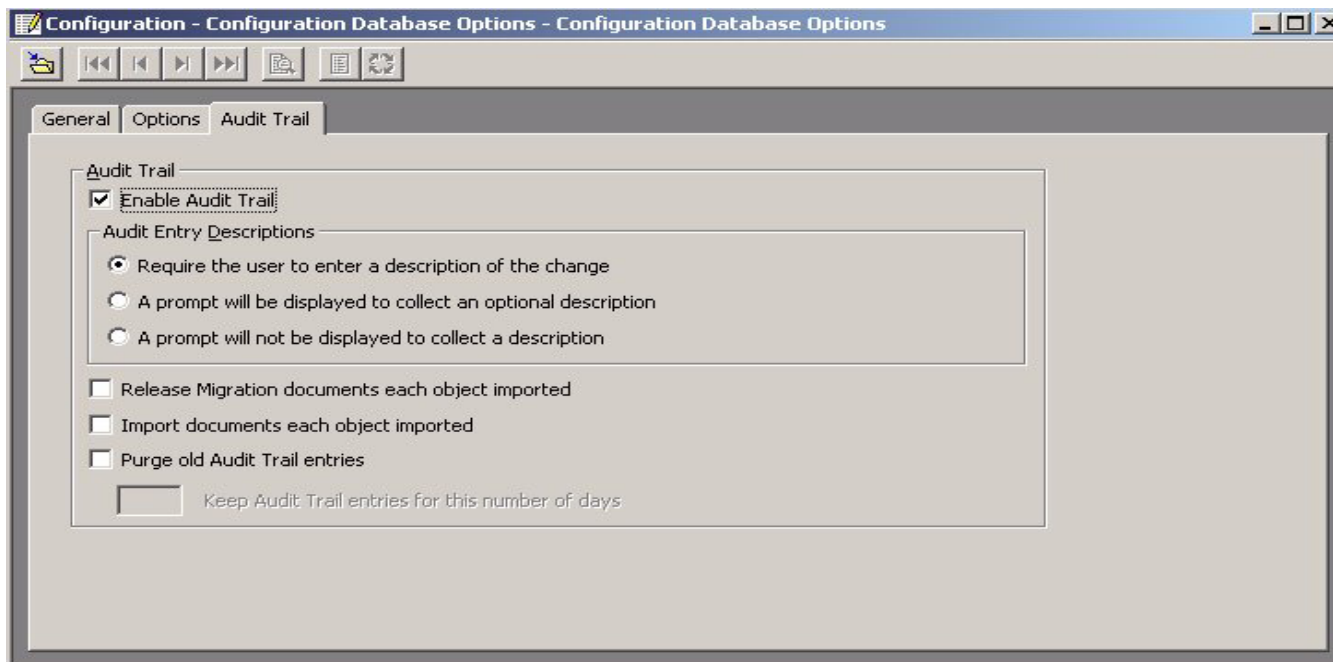 Configuration - Configuration Database Options - Configuration Database Options
General
Options
Audit Trail
Audit Trail
Enable Audit Trail
Audit Entry Descriptions
Require the user to enter a description of the change
A prompt will be displayed to collect an optional description
A prompt will not be displayed to collect a description
Release Migration documents each object imported
Import documents each object imported
Purge old Audit Trail entries
Keep Audit Trail entries for this number of days